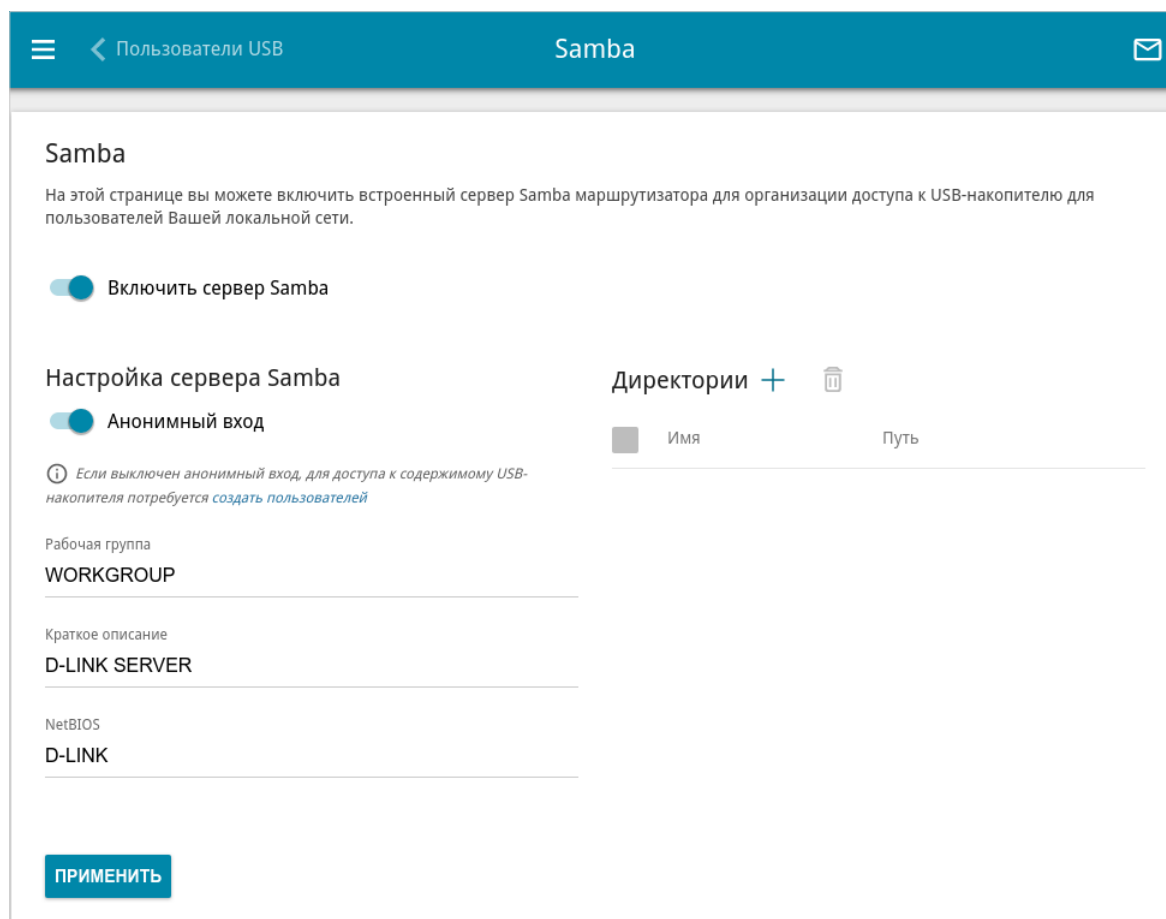 Пользователи USB
Samba
Samba
На этой странице вы можете включить встроенный сервер Samba маршрутизатора для организации доступа к USB-накопителю для
пользователей Вашей локальной сети.
Включить сервер Samba
Настройка сервера Samba
Анонимный вход
Если выключен анонимный вход, для доступа к содержимому USB-
накопителя потребуется создать пользователей
Рабочая группа
WORKGROUP
Краткое описание
D-LINK SERVER
NetBIOS
D-LINK
ПРИМЕНИТЬ
Директории
Имя Путь